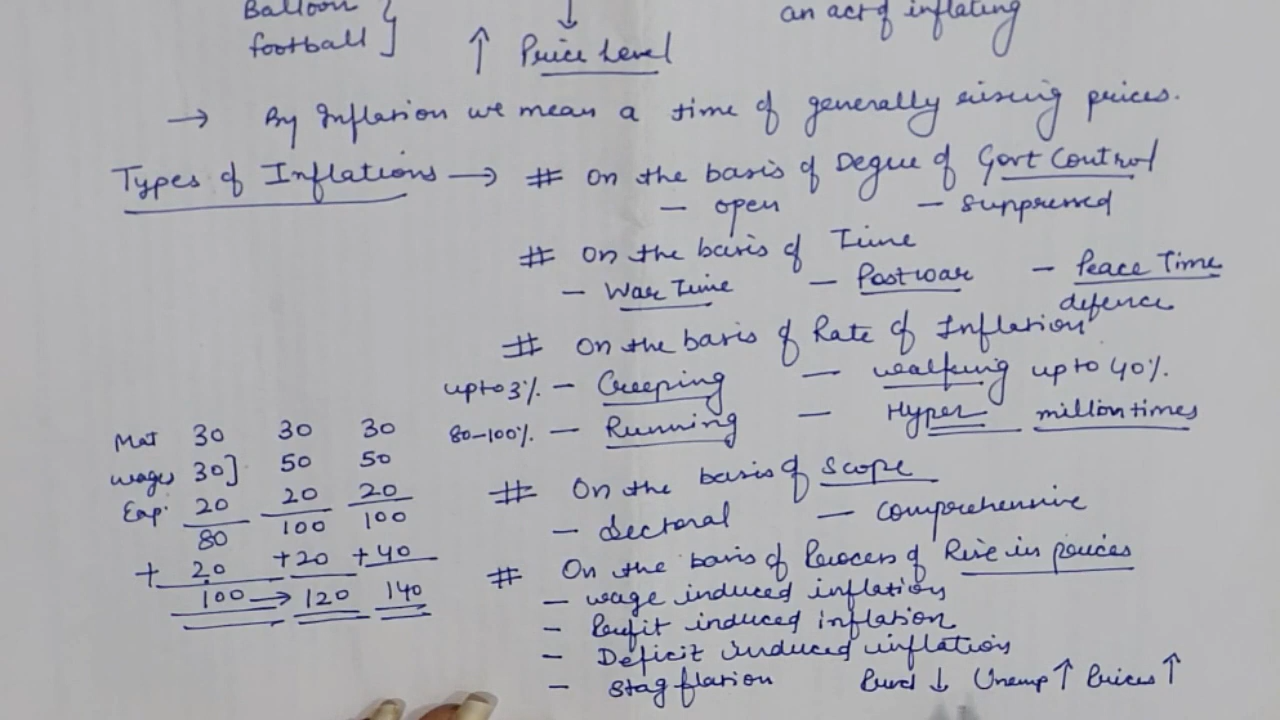 Balloon
football
↓
↑ Price Level
an act of inflating
→ By Inflation we mean a time of generally rising prices.
Types of Inflations → # On the basis of Degree of Govt Control
- open - suppressed
# On the basis of Time
- War Time - Postwar - Peace Time
defence
# On the basis of Rate of Inflation
upto 3% - Creeping - walking upto 40%.
80-100%. - Running - Hyper million times
# On the basis of Scope
- Sectoral - Comprehensive
# On the basis of Process of Rise in prices
- wage induced inflation
- Profit induced inflation
- Deficit induced inflation
- Stagflation Prod ↓ Unemp ↑ Prices ↑
Mat 30 30 30
wages 30] 50 50
Exp. 20 20 20
80 100 100
+ 20 +20 +40
100 → 120 140